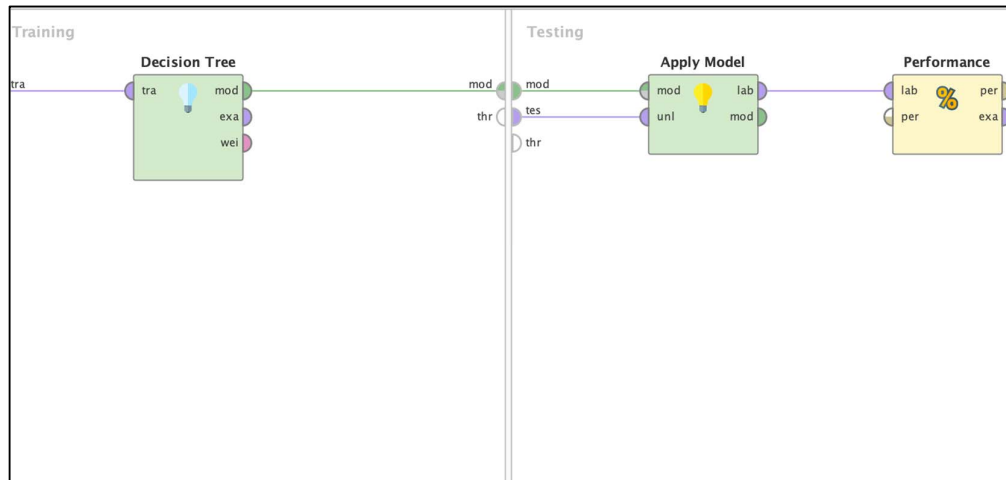 Training
Testing
Decision Tree
Apply Model
Performance
tra
tra
mod
mod
mod
mod
lab
lab
per
exa
thr
tes
unl
mod
per
exa
wei
thr